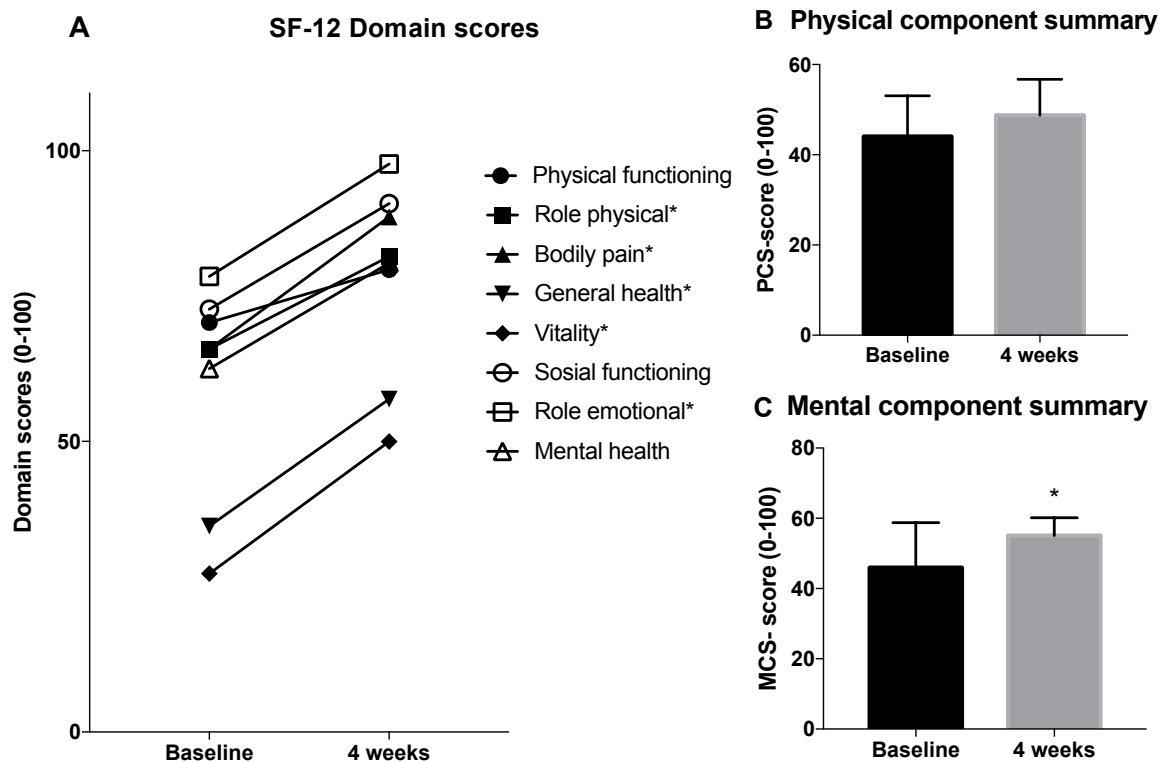 A
SF-12 Domain scores
Domain scores (0-100)
100
50
0
Baseline
4 weeks
Physical functioning
Role physical*
Bodily pain*
General health*
Vitality*
Sosial functioning
Role emotional*
Mental health
B Physical component summary
PCS-score (0-100)
60
40
20
0
Baseline
4 weeks
C Mental component summary
MCS- score (0-100)
80
60
40
20
0
*
Baseline
4 weeks